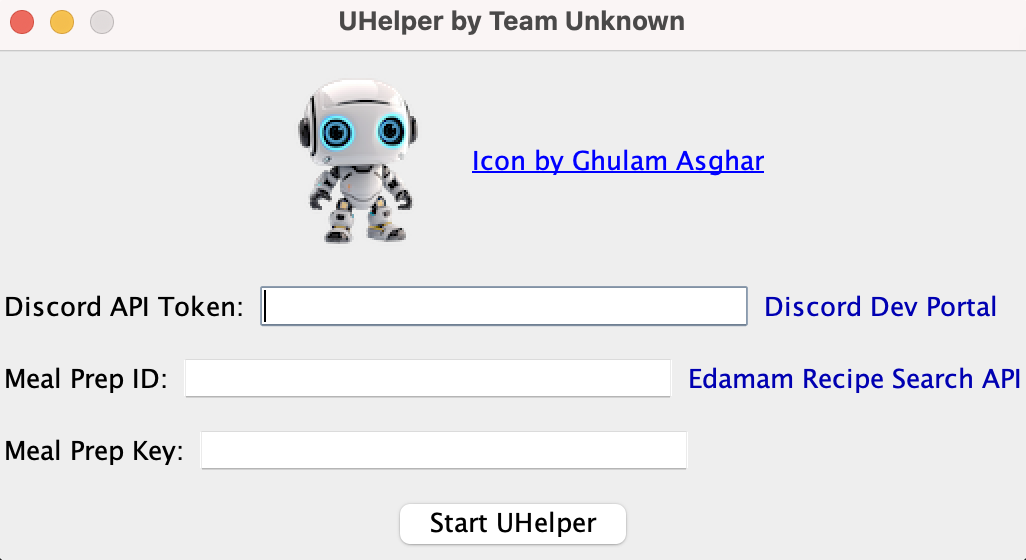 UHelper by Team Unknown
Icon by Ghulam Asghar
Discord API Token: Discord Dev Portal
Meal Prep ID: Edamam Recipe Search API
Meal Prep Key:
Start UHelper